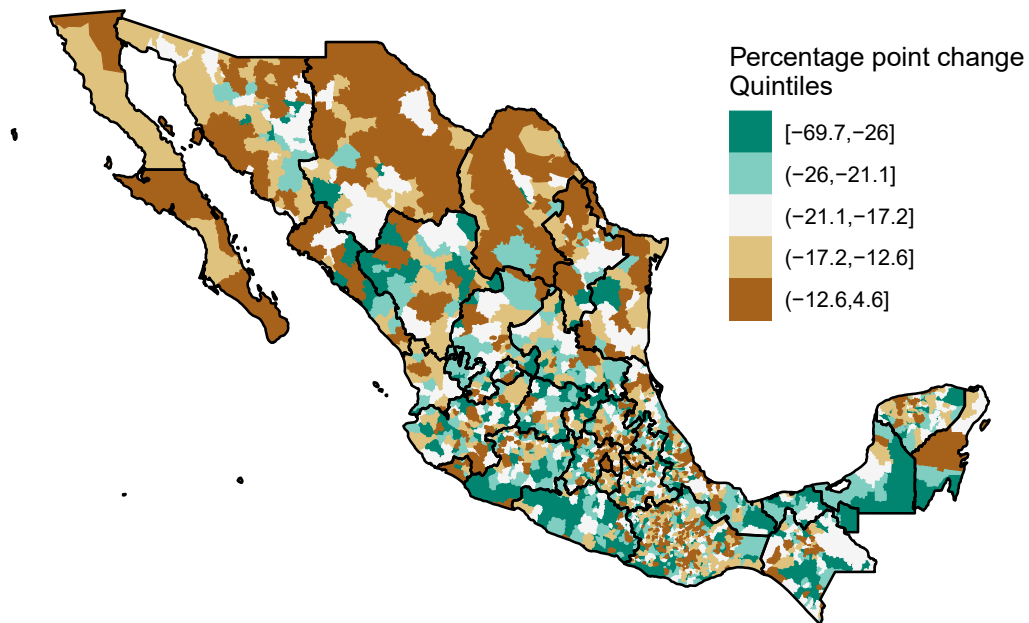 Percentage point change
Quintiles
[−69.7,−26]
(−26,−21.1]
(−21.1,−17.2]
(−17.2,−12.6]
(−12.6,4.6]